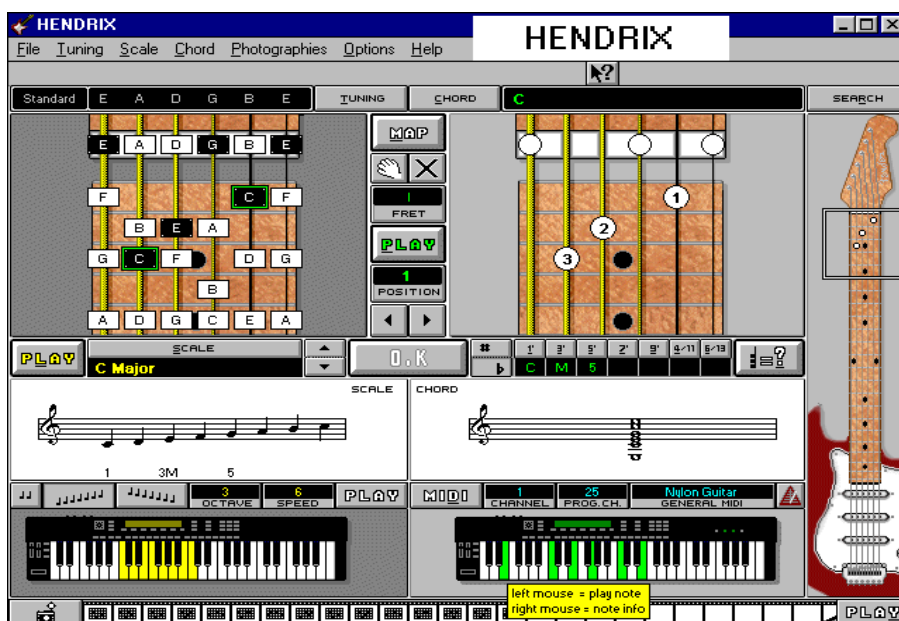 HENDRIX
HENDRIX
File Tuning Scale Chord Photographies Options Help
Standard E A D G B E TUNING CHORD C SEARCH
E A D G B E
MAP
F C F
I
FRET
1
B E A
2
PLAY
G C F D G
3
1
POSITION
B
A D G C E A
PLAY
SCALE
C Major
O.K
# 1' 3' 5' 7' 9' 4/11 6/13
b C M 5
SCALE
CHORD
1 3M 5
3
OCTAVE
6
SPEED
PLAY
MIDI
1
CHANNEL
25
PROG.CH.
Nylon Guitar
GENERAL MIDI
left mouse = play note
right mouse = note info
PLAY